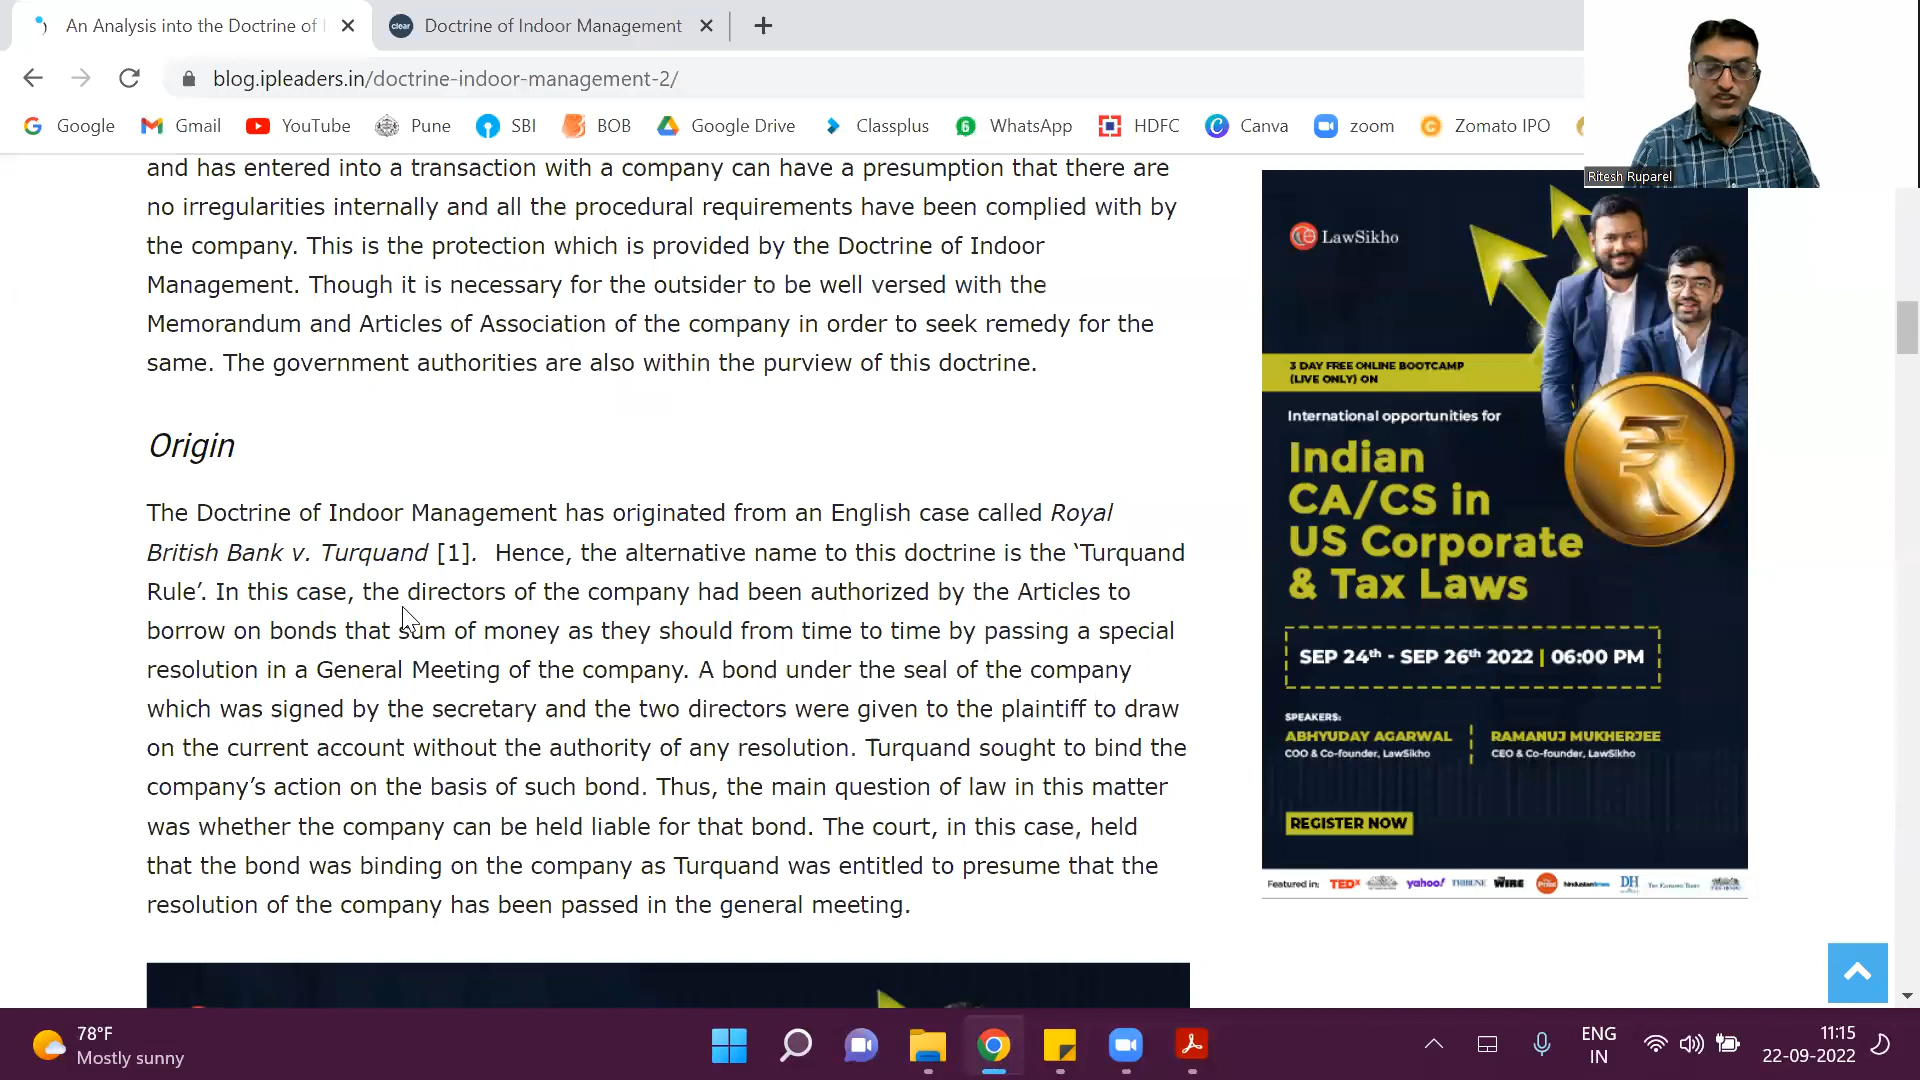 An Analysis into the Doctrine of
Doctrine of Indoor Management
blog.ipleaders.in/doctrine-indoor-management-2/
Google Gmail YouTube Pune SBI BOB Google Drive Classplus WhatsApp HDFC Canva zoom Zomato IPO
Ritesh Ruparel
and has entered into a transaction with a company can have a presumption that there are
no irregularities internally and all the procedural requirements have been complied with by
the company. This is the protection which is provided by the Doctrine of Indoor
Management. Though it is necessary for the outsider to be well versed with the
Memorandum and Articles of Association of the company in order to seek remedy for the
same. The government authorities are also within the purview of this doctrine.
Origin
The Doctrine of Indoor Management has originated from an English case called Royal
British Bank v. Turquand [1]. Hence, the alternative name to this doctrine is the ‘Turquand
Rule’. In this case, the directors of the company had been authorized by the Articles to
borrow on bonds that sum of money as they should from time to time by passing a special
resolution in a General Meeting of the company. A bond under the seal of the company
which was signed by the secretary and the two directors were given to the plaintiff to draw
on the current account without the authority of any resolution. Turquand sought to bind the
company’s action on the basis of such bond. Thus, the main question of law in this matter
was whether the company can be held liable for that bond. The court, in this case, held
that the bond was binding on the company as Turquand was entitled to presume that the
resolution of the company has been passed in the general meeting.
LawSikho
3 DAY FREE ONLINE BOOTCAMP
(LIVE ONLY) ON
International opportunities for
Indian
CA/CS in
US Corporate
& Tax Laws
SEP 24th - SEP 26th 2022 | 06:00 PM
SPEAKERS:
ABHYUDAY AGARWAL
COO & Co-founder, LawSikho
RAMANUJ MUKHERJEE
CEO & Co-founder, LawSikho
REGISTER NOW
Featured in: TEDx yahoo! TRIBUNE THE WIRE hindustantimes DH
78°F
Mostly sunny
ENG
IN
11:15
22-09-2022